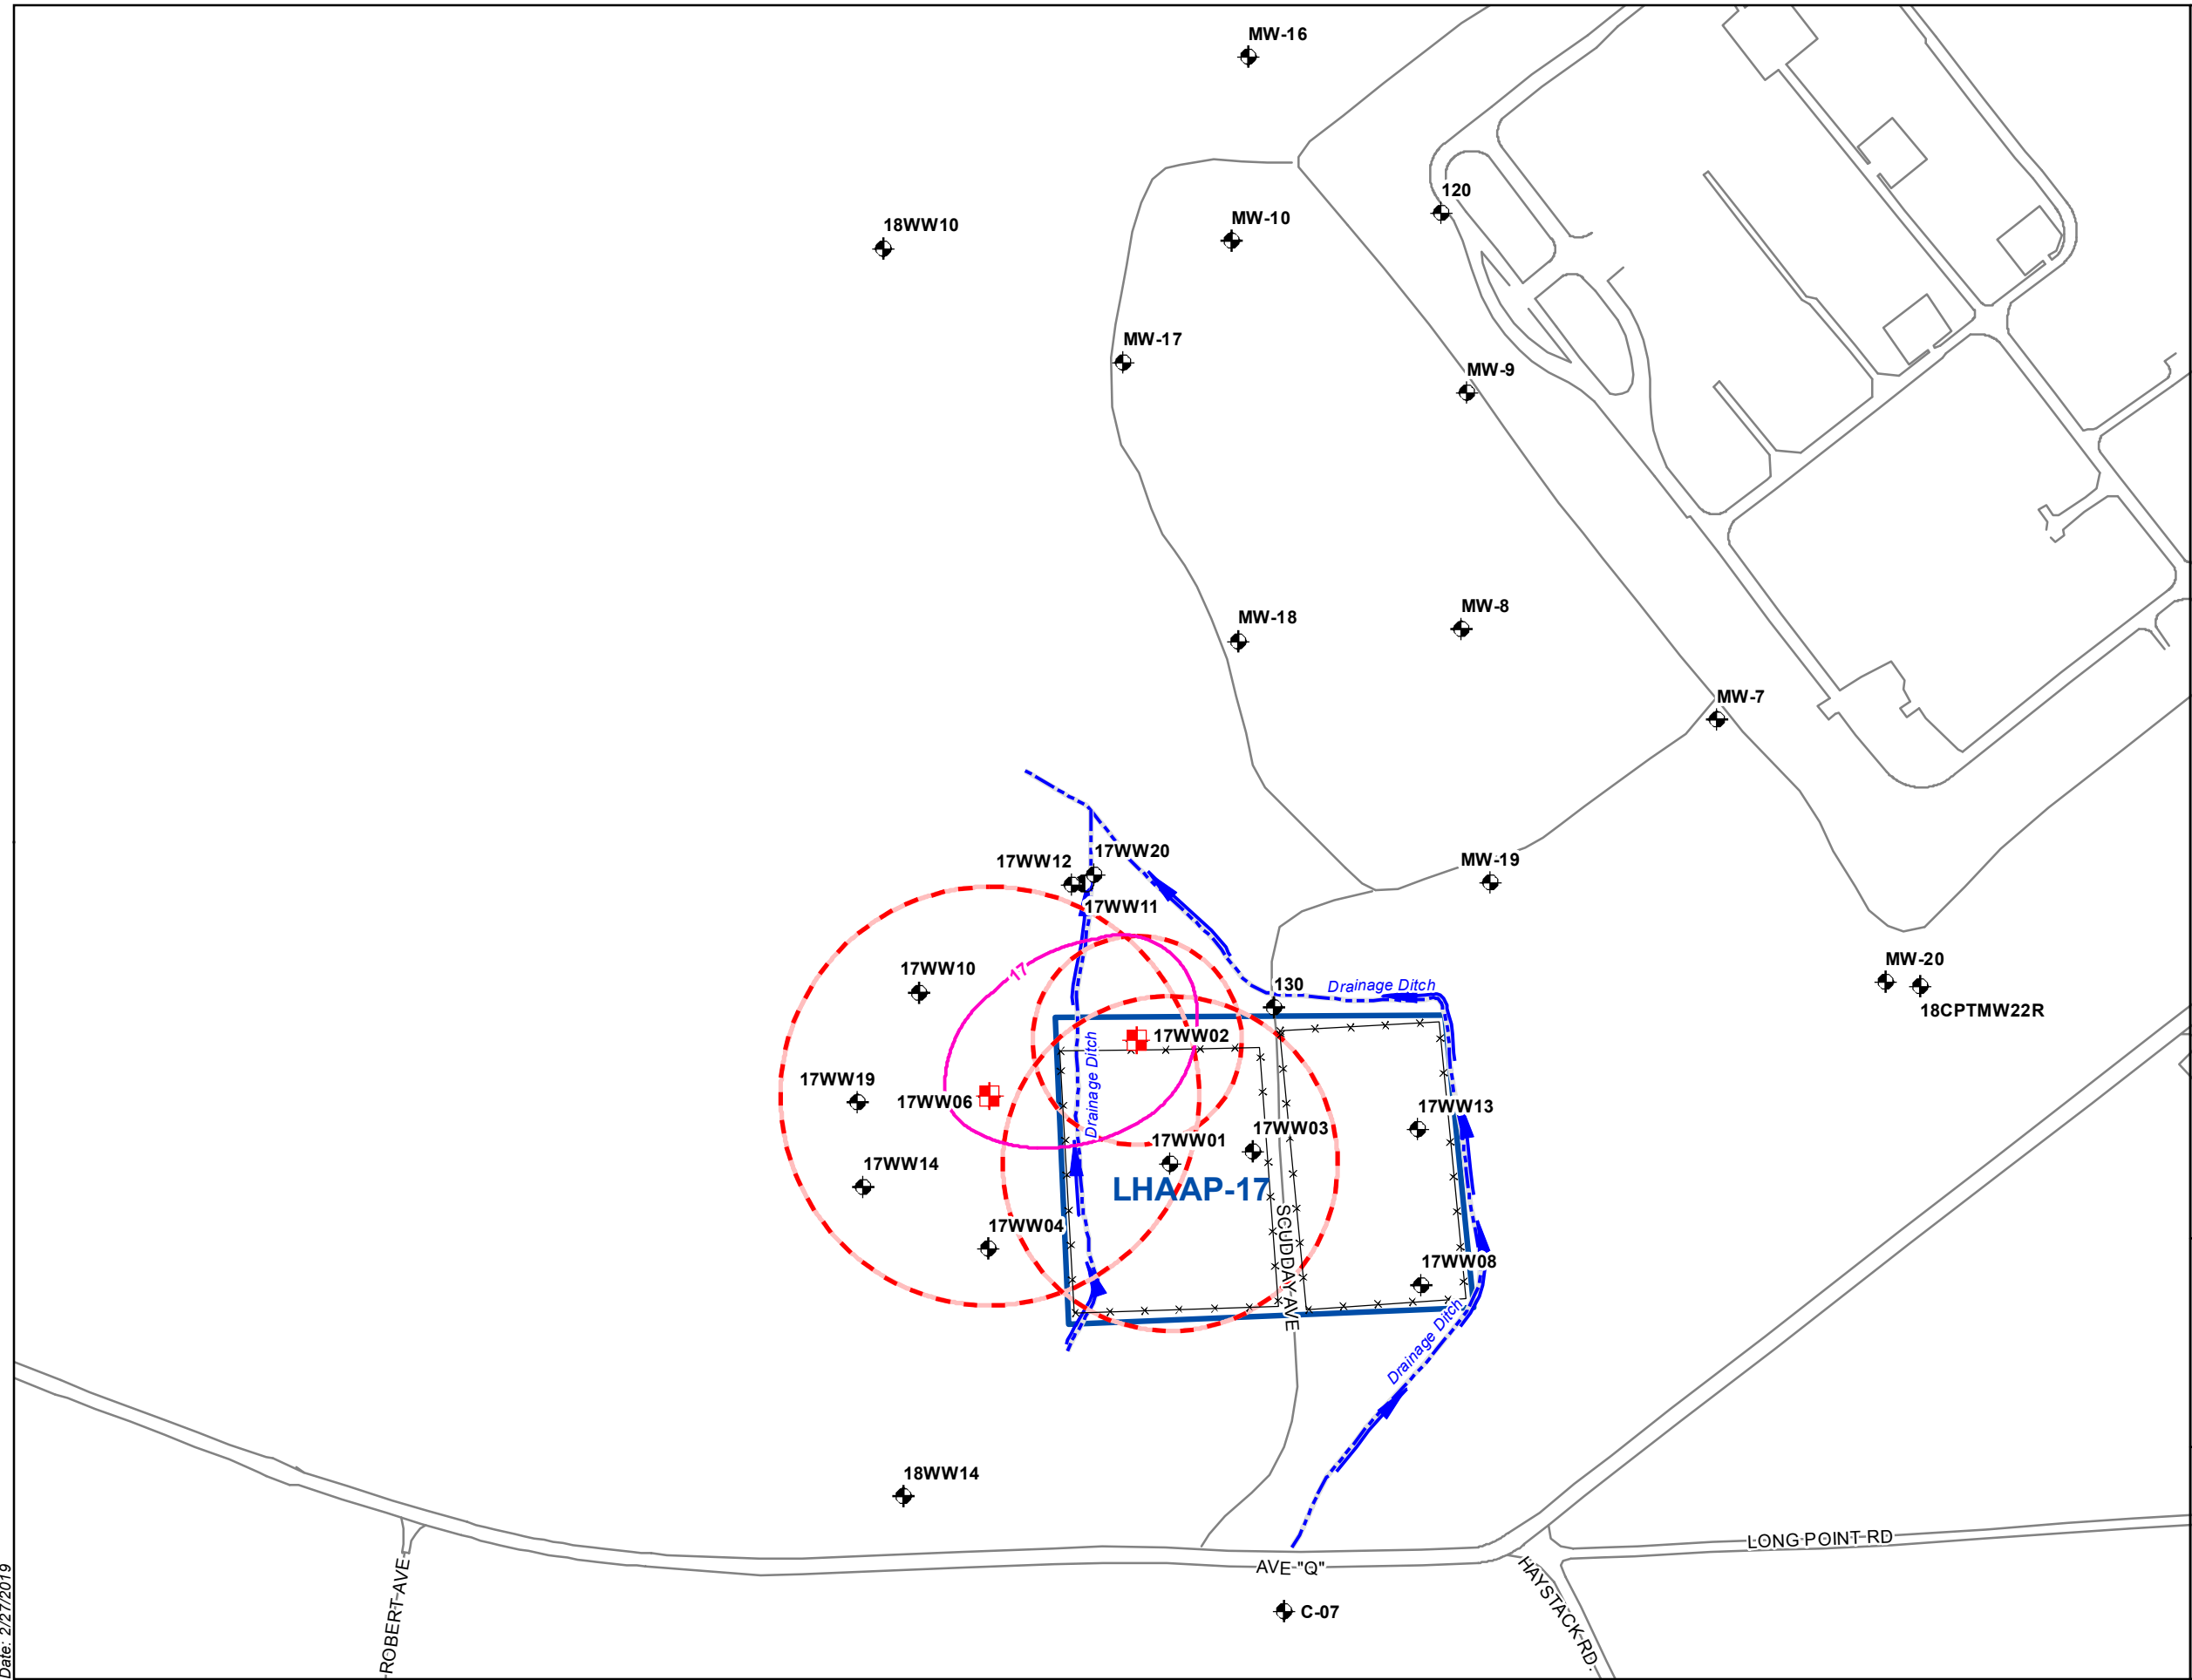 MW-16
120
MW-10
18WW10
MW-17
MW-9
MW-8
MW-18
MW-7
17WW20
17WW12
MW-19
17WW11
MW-20
17WW10
17
130
Drainage Ditch
18CPTMW22R
17WW02
Drainage Ditch
17WW19
17WW06
17WW13
17WW03
17WW01
17WW14
LHAAP-17
17WW04
SCUDDAY AVE
17WW08
Drainage Ditch
18WW14
LONG POINT RD
AVE "Q"
HAYSTACK RD.
ROBERT AVE
C-07
Date: 2/27/2019